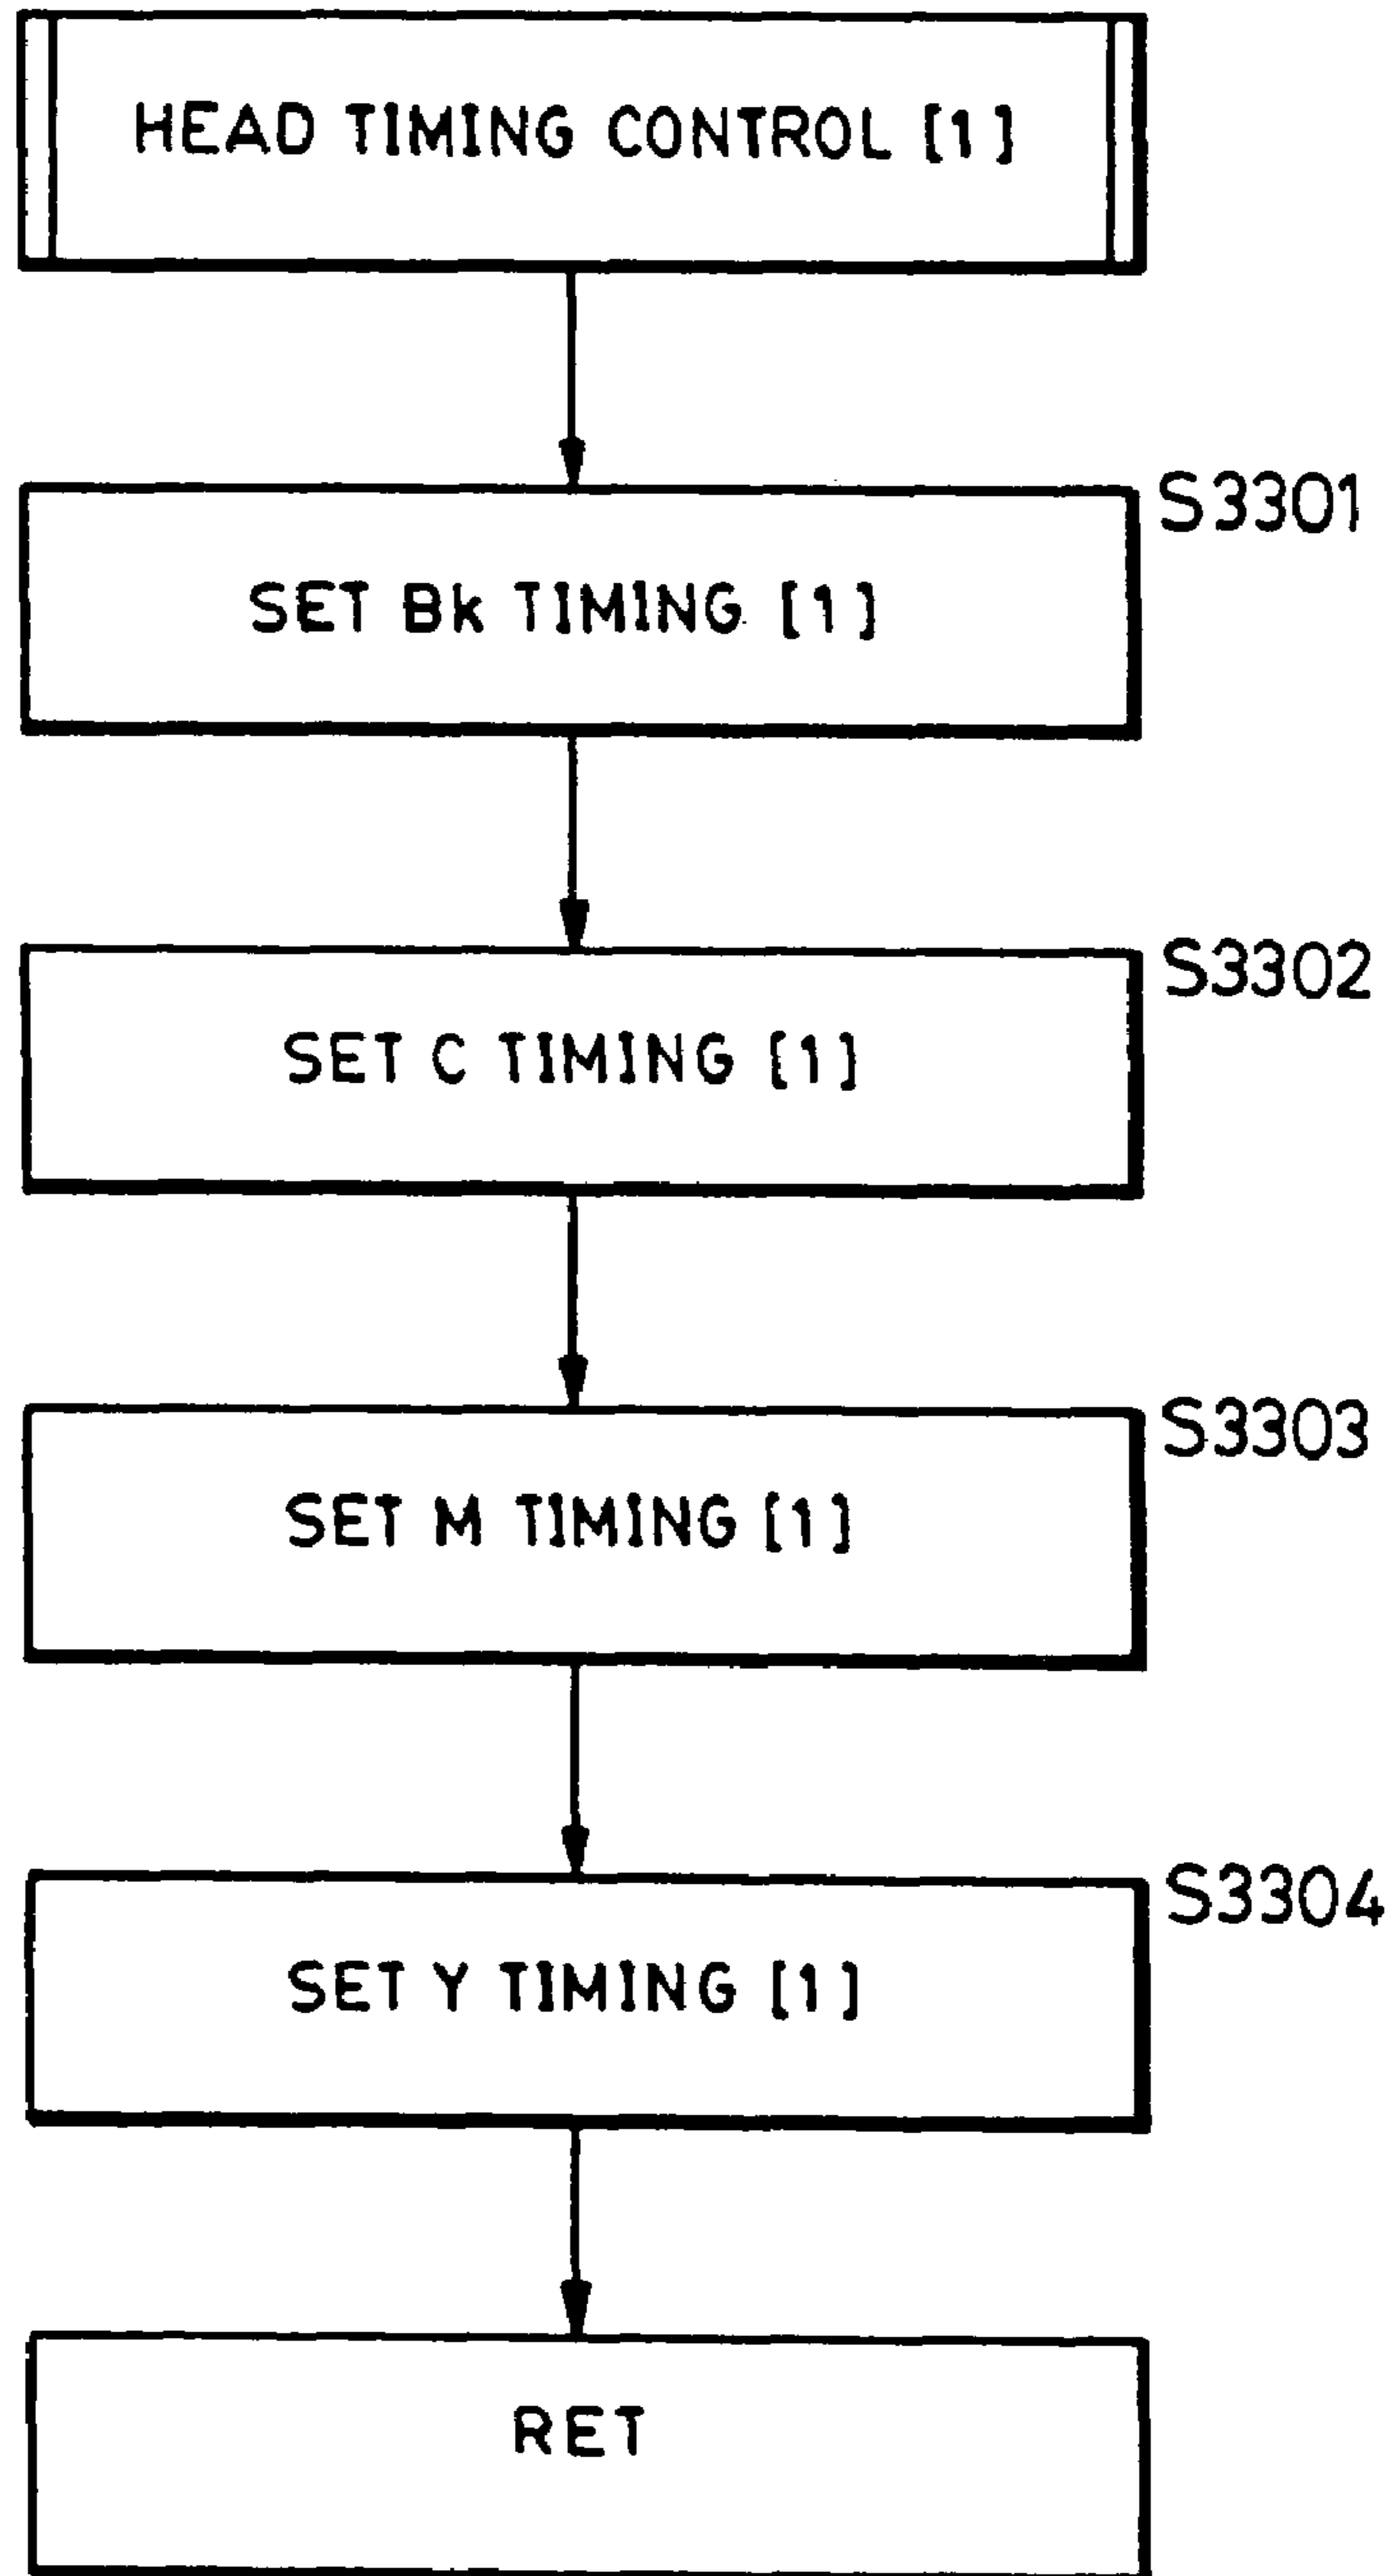 HEAD TIMING CONTROL [1]
S3301
SET Bk TIMING [1]
S3302
SET C TIMING [1]
S3303
SET M TIMING [1]
S3304
SET Y TIMING [1]
RET